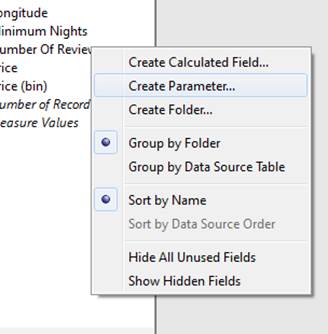 ongitude
inimum Nights
umber Of Review
rice
rice (bin)
umber of Record
easure Values
Create Calculated Field...
Create Parameter...
Create Folder...
Group by Folder
Group by Data Source Table
Sort by Name
Sort by Data Source Order
Hide All Unused Fields
Show Hidden Fields